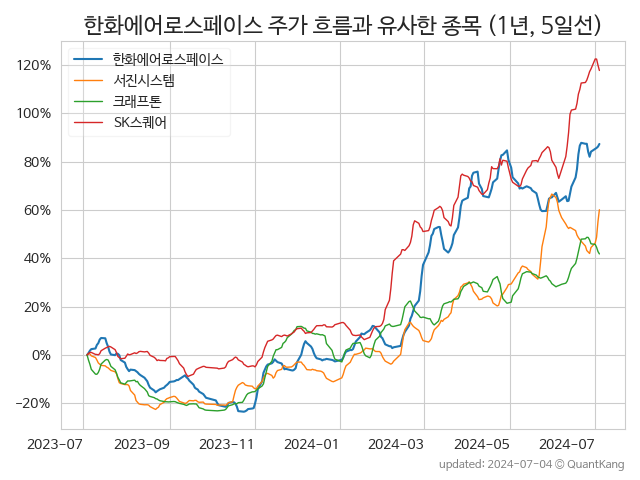 한화에어로스페이스 주가 흐름과 유사한 종목 (1년, 5일선)
한화에어로스페이스
서진시스템
크래프톤
SK스퀘어
120%
100%
80%
60%
40%
20%
0%
−20%
2023-07 2023-09 2023-11 2024-01 2024-03 2024-05 2024-07
updated: 2024-07-04 © QuantKang